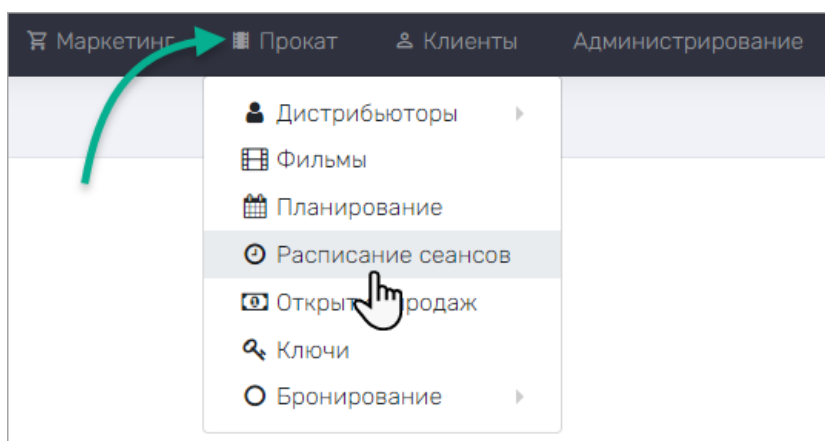 Маркетинг Прокат Клиенты Администрирование
Дистрибьюторы
Фильмы
Планирование
Расписание сеансов
Ключи
Бронирование